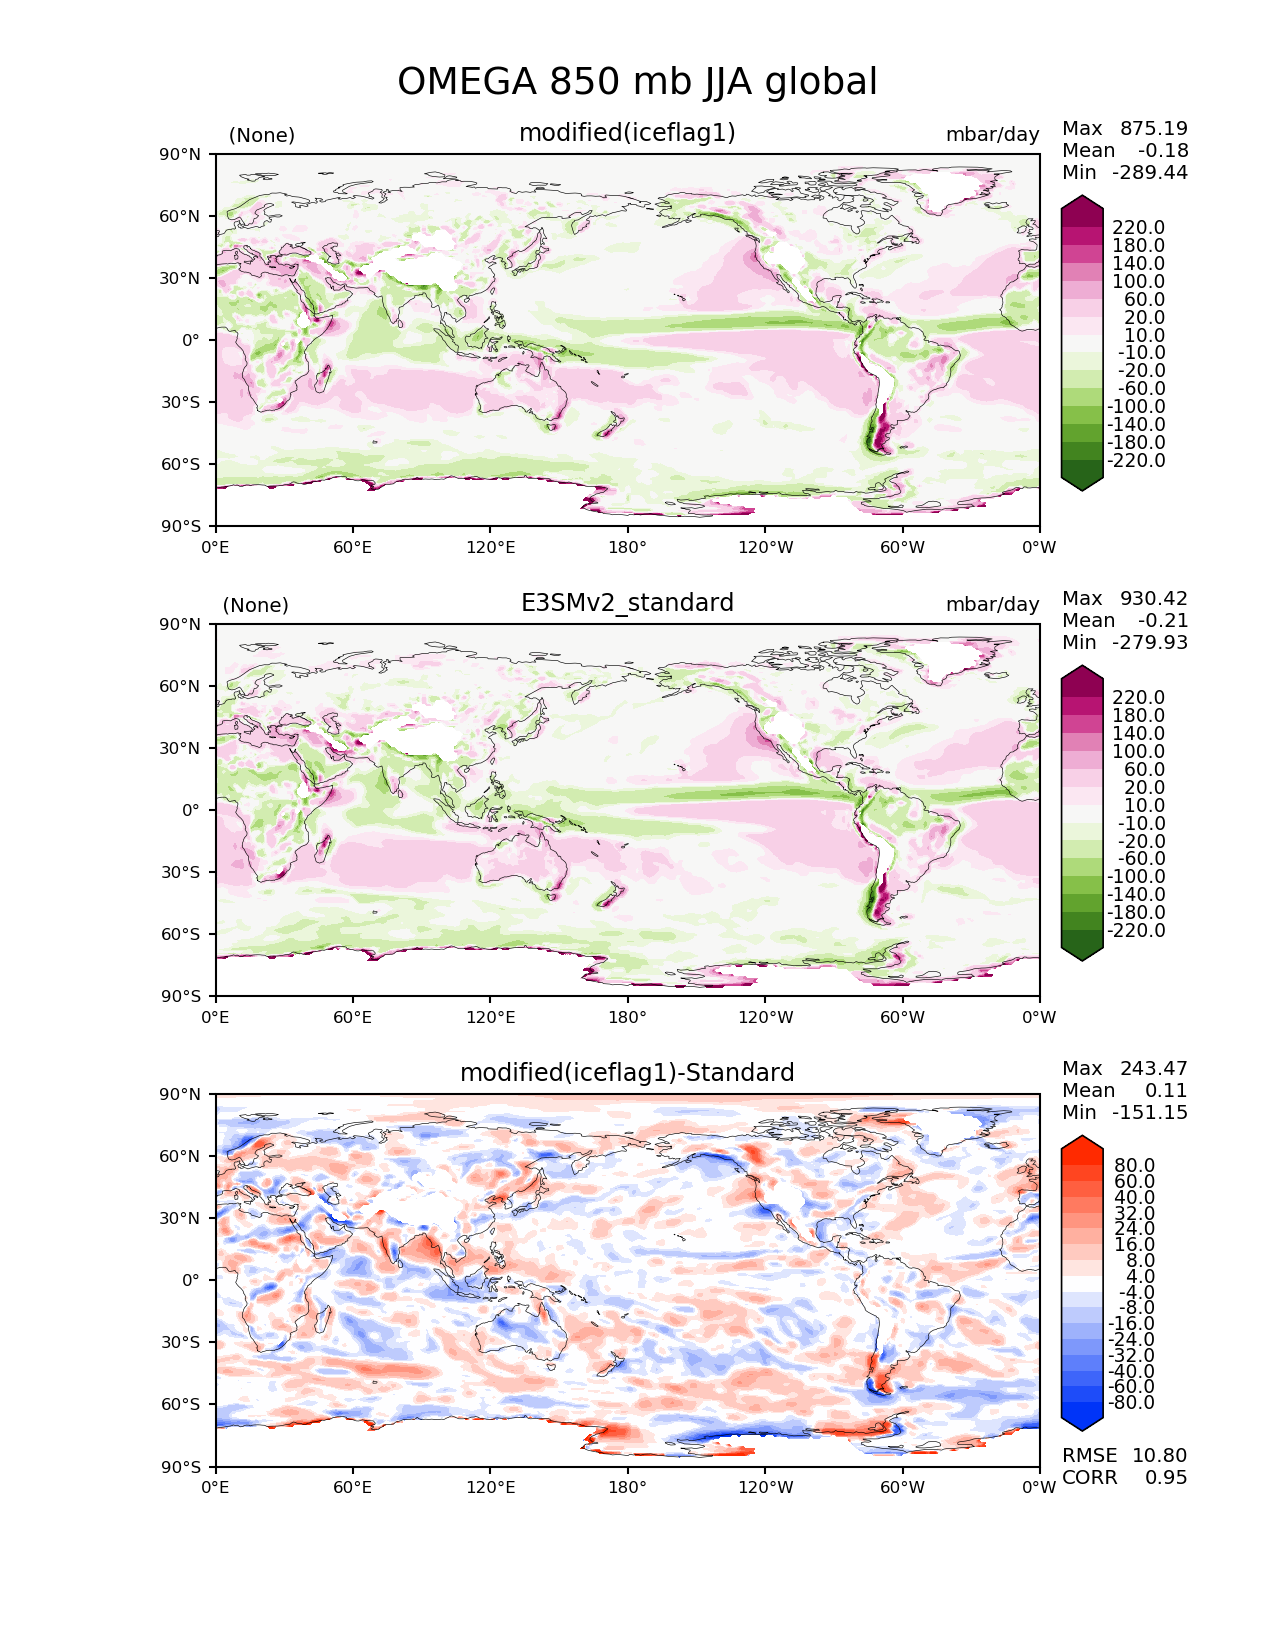 OMEGA 850 mb JJA global
(None)
modified(iceflag1)
mbar/day
Max 875.19
Mean -0.18
Min -289.44
90°N
60°N
30°N
0°
30°S
60°S
90°S
0°E
60°E
120°E
180°
120°W
60°W
0°W
220.0
180.0
140.0
100.0
60.0
20.0
10.0
-10.0
-20.0
-60.0
-100.0
-140.0
-180.0
-220.0
(None)
E3SMv2_standard
mbar/day
Max 930.42
Mean -0.21
Min -279.93
90°N
60°N
30°N
0°
30°S
60°S
90°S
0°E
60°E
120°E
180°
120°W
60°W
0°W
220.0
180.0
140.0
100.0
60.0
20.0
10.0
-10.0
-20.0
-60.0
-100.0
-140.0
-180.0
-220.0
modified(iceflag1)-Standard
Max 243.47
Mean 0.11
Min -151.15
90°N
60°N
30°N
0°
30°S
60°S
90°S
0°E
60°E
120°E
180°
120°W
60°W
0°W
80.0
60.0
40.0
32.0
24.0
16.0
8.0
4.0
-4.0
-8.0
-16.0
-24.0
-32.0
-40.0
-60.0
-80.0
RMSE 10.80
CORR 0.95